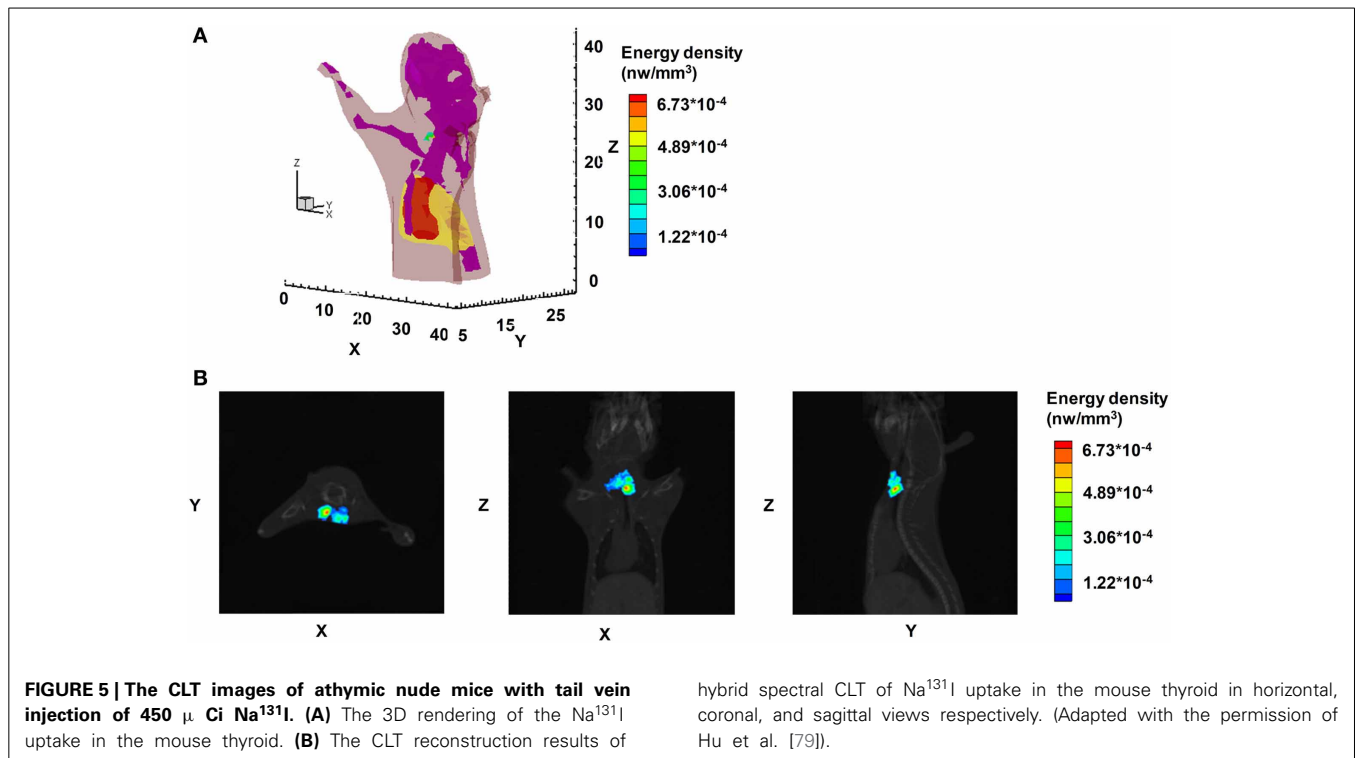 A
Energy density
(nw/mm³)
6.73*10⁻⁴
4.89*10⁻⁴
3.06*10⁻⁴
1.22*10⁻⁴
40
30
Z
20
10
0
Z
Y
X
0
10
20
30
40
X
5
15
25
Y
B
Y
X
Z
X
Z
Y
Energy density
(nw/mm³)
6.73*10⁻⁴
4.89*10⁻⁴
3.06*10⁻⁴
1.22*10⁻⁴
FIGURE 5 | The CLT images of athymic nude mice with tail vein
injection of 450 μ Ci Na¹³¹I. (A) The 3D rendering of the Na¹³¹I
uptake in the mouse thyroid. (B) The CLT reconstruction results of
hybrid spectral CLT of Na¹³¹I uptake in the mouse thyroid in horizontal,
coronal, and sagittal views respectively. (Adapted with the permission of
Hu et al. [79]).